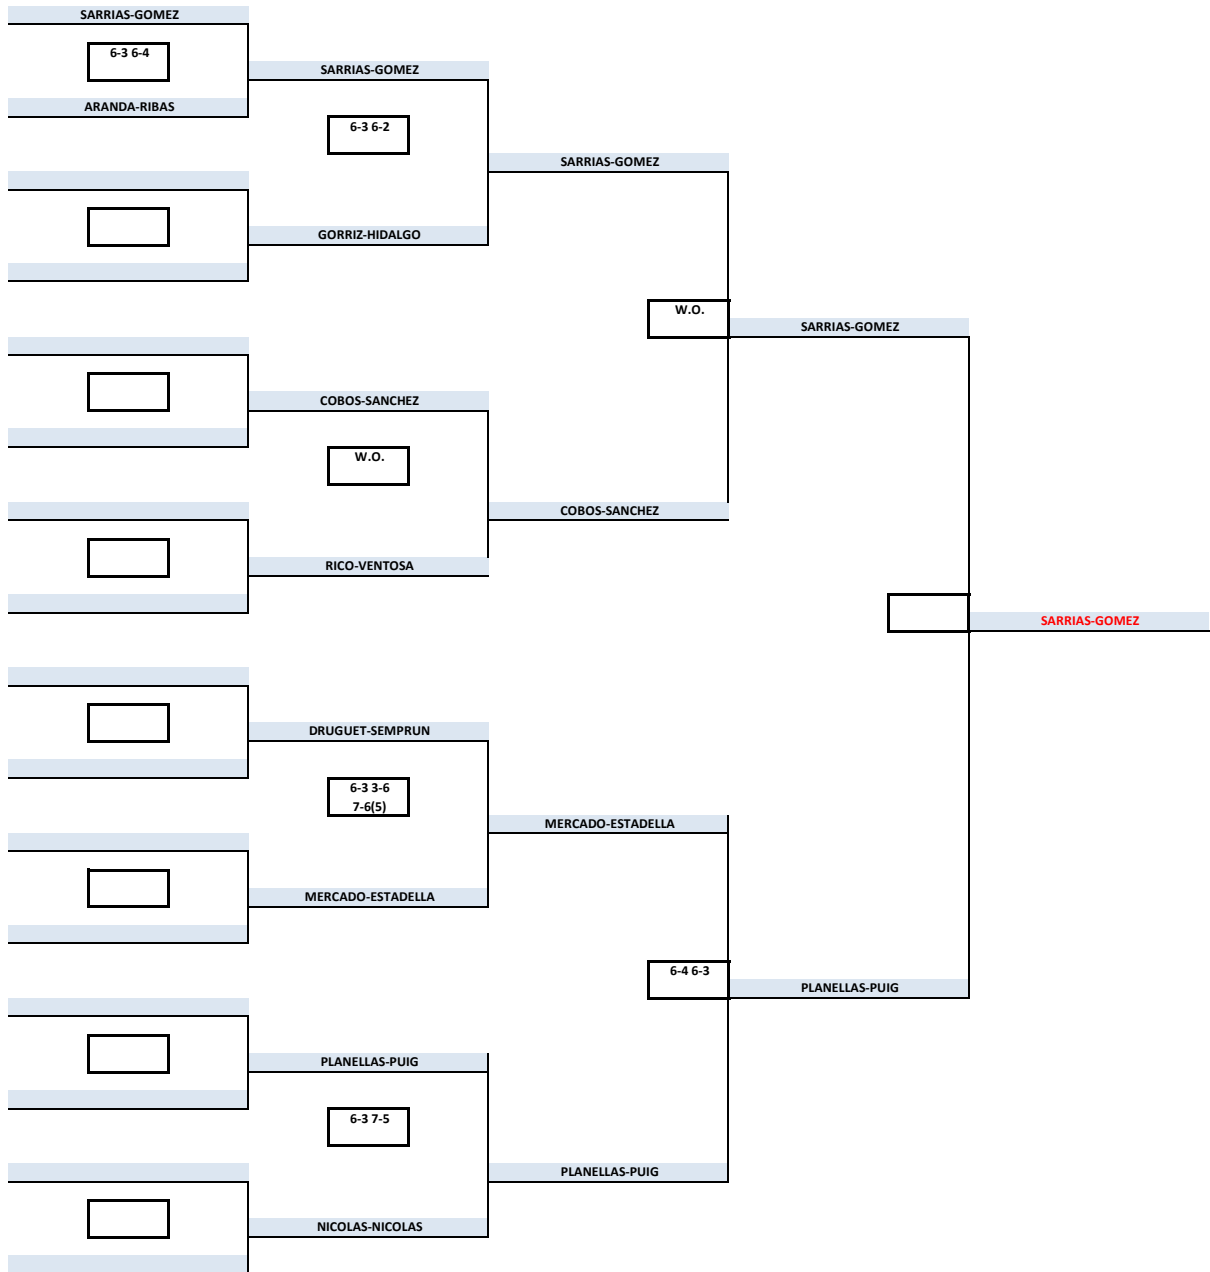 SARRIAS-GOMEZ
6-3 6-4
SARRIAS-GOMEZ
ARANDA-RIBAS
6-3 6-2
SARRIAS-GOMEZ
GORRIZ-HIDALGO
W.O.
SARRIAS-GOMEZ
COBOS-SANCHEZ
W.O.
COBOS-SANCHEZ
RICO-VENTOSA
SARRIAS-GOMEZ
DRUGUET-SEMPRUN
6-3 3-6
7-6(5)
MERCADO-ESTADELLA
MERCADO-ESTADELLA
6-4 6-3
PLANELLAS-PUIG
PLANELLAS-PUIG
6-3 7-5
PLANELLAS-PUIG
NICOLAS-NICOLAS